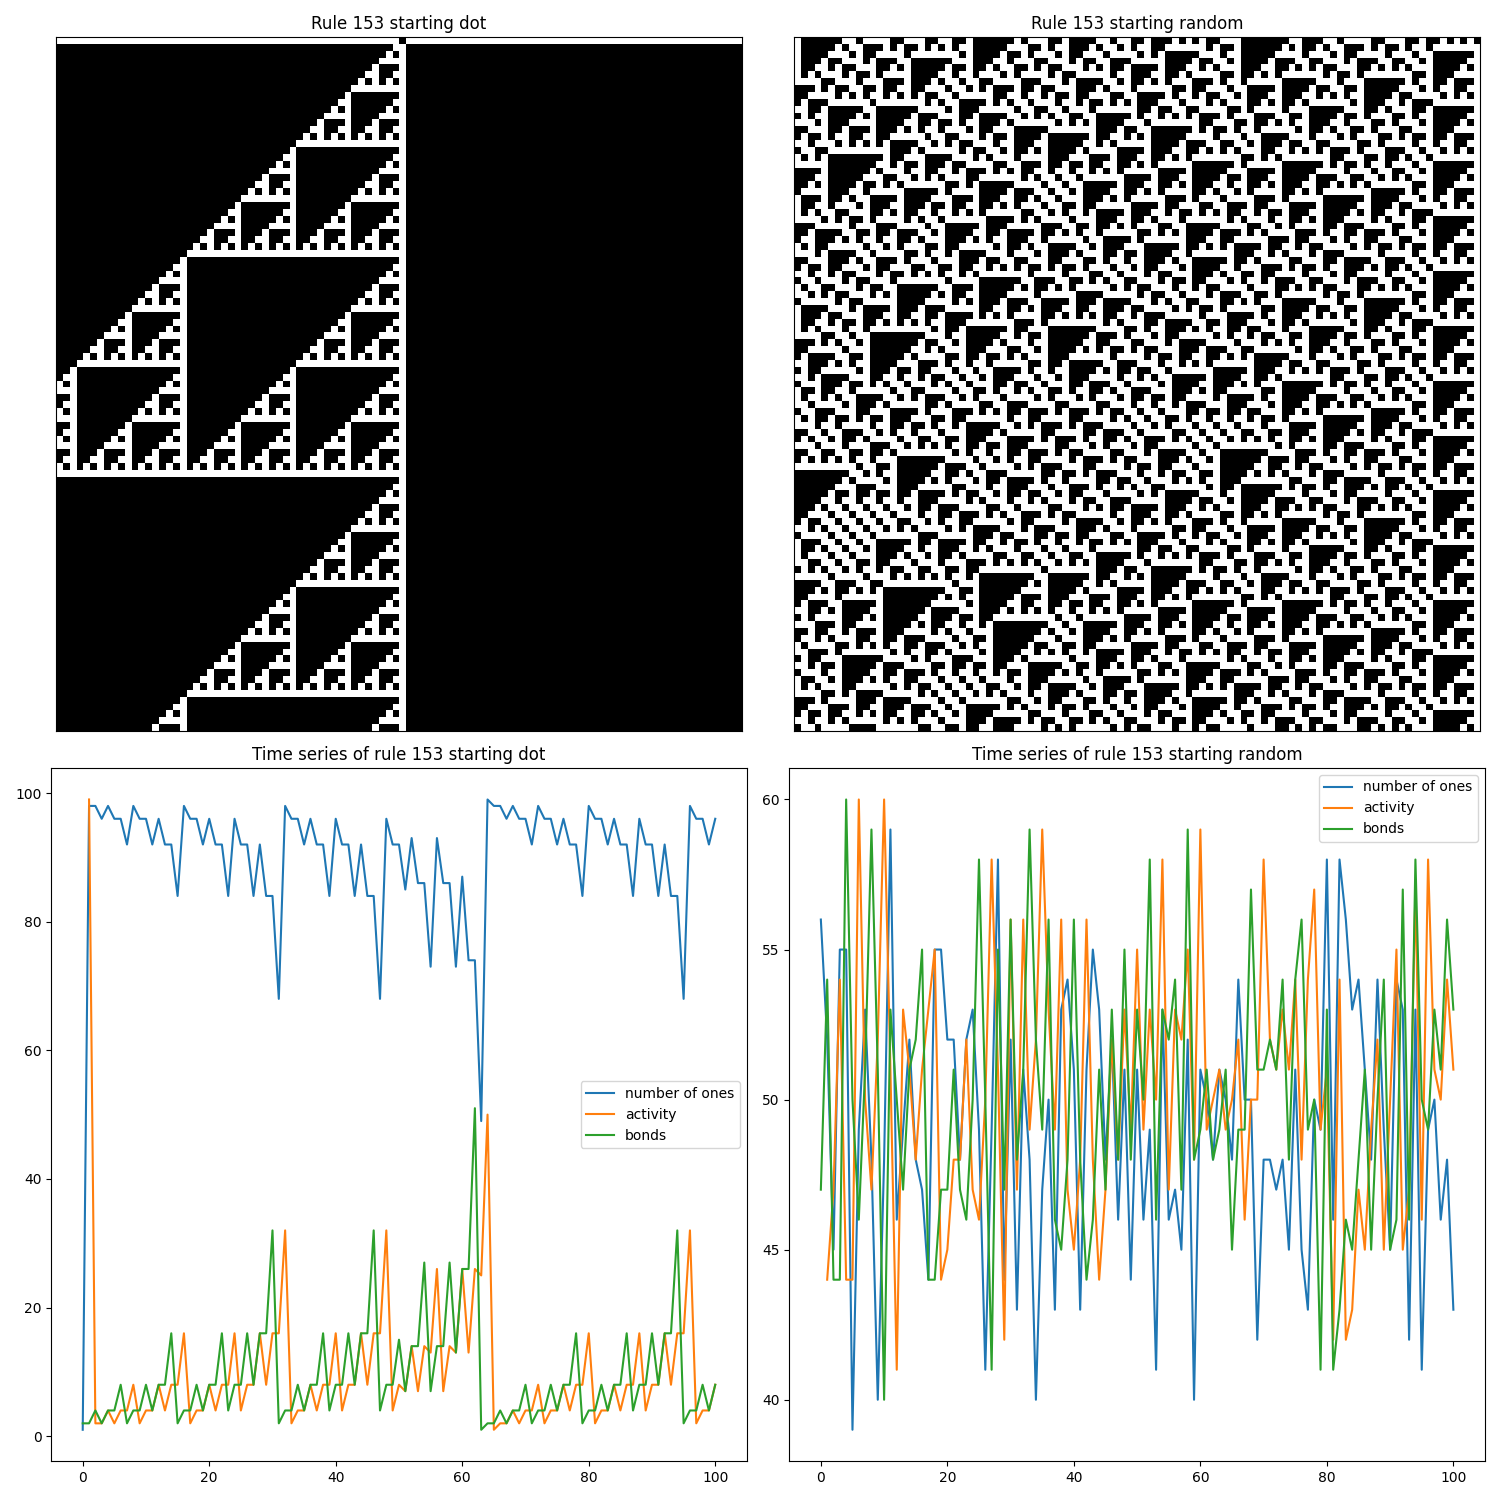 Rule 153 starting dot
Rule 153 starting random
Time series of rule 153 starting dot
100
80
60
40
20
0
0 20 40 60 80 100
number of ones
activity
bonds
Time series of rule 153 starting random
60
55
50
45
40
0 20 40 60 80 100
number of ones
activity
bonds